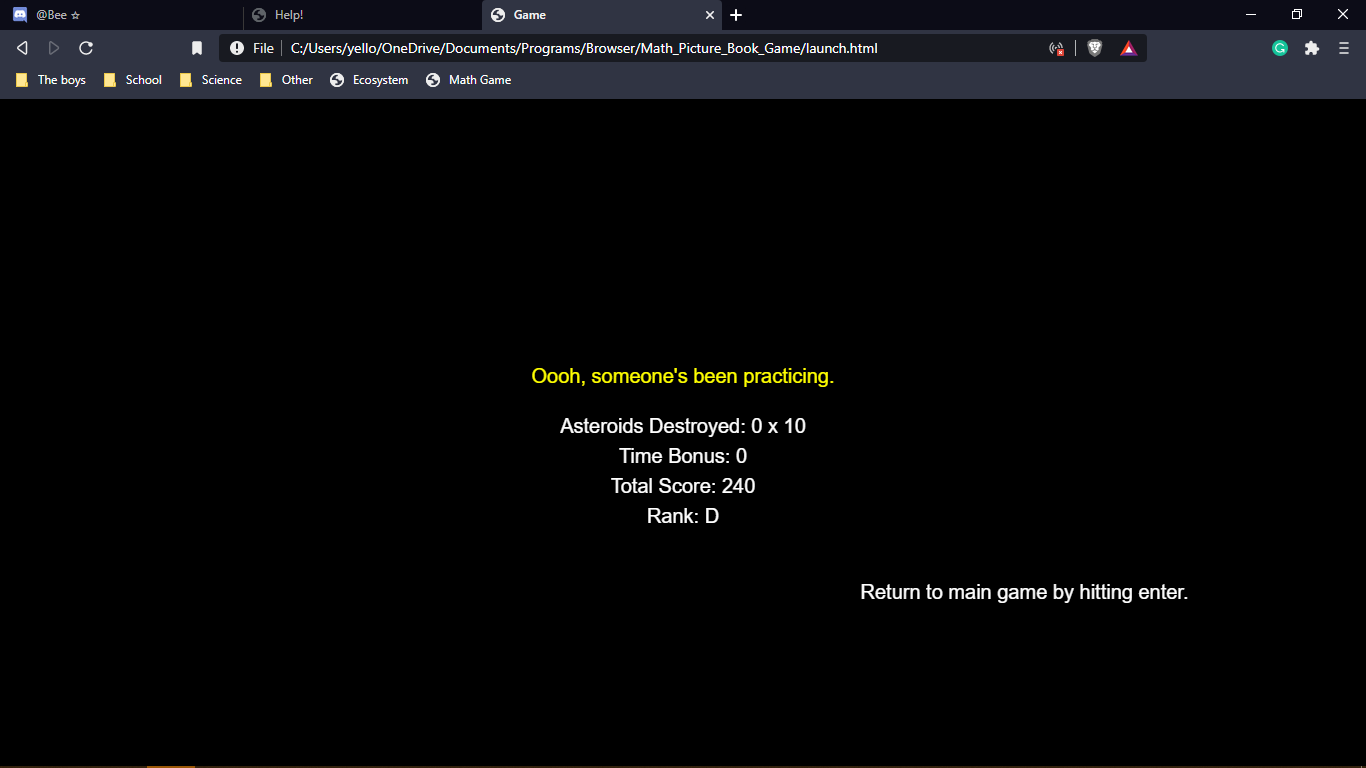 @Bee ☆
Help!
Game
File
C:/Users/yello/OneDrive/Documents/Programs/Browser/Math_Picture_Book_Game/launch.html
The boys
School
Science
Other
Ecosystem
Math Game
Oooh, someone's been practicing.
Asteroids Destroyed: 0 x 10
Time Bonus: 0
Total Score: 240
Rank: D
Return to main game by hitting enter.